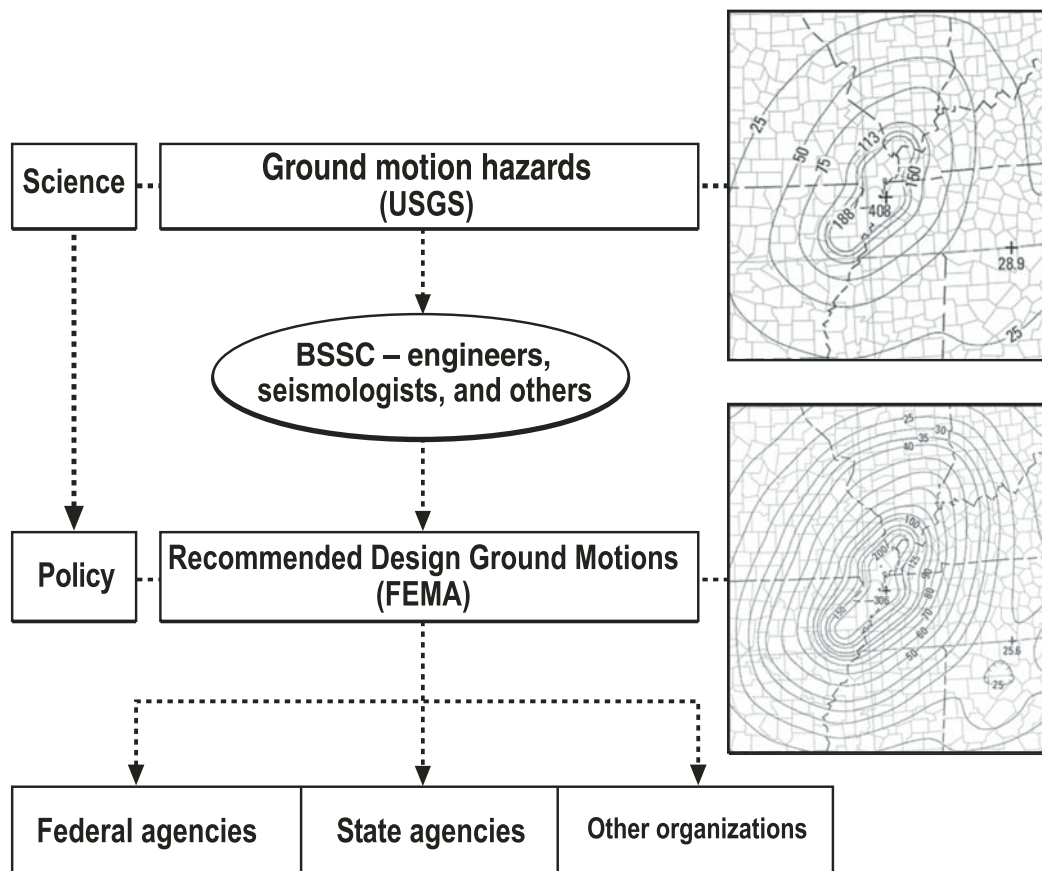 Science
Ground motion hazards
(USGS)
BSSC – engineers,
seismologists, and others
Policy
Recommended Design Ground Motions
(FEMA)
Federal agencies
State agencies
Other organizations
25
50
75
113
150
188
408
28.9
25
25
30
35
40
100
200
125
90
80
306
150
70
60
50
25.6
25